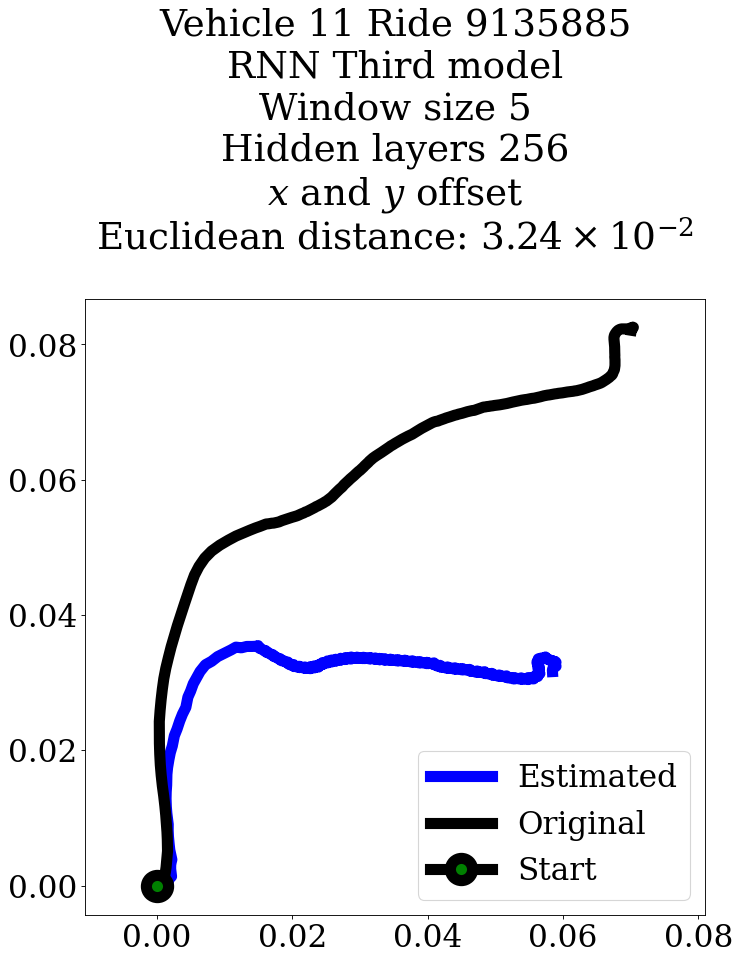 Vehicle 11 Ride 9135885
RNN Third model
Window size 5
Hidden layers 256
x and y offset
Euclidean distance: 3.24 × 10⁻²
0.08
0.06
0.04
0.02
0.00
Estimated
Original
Start
0.00 0.02 0.04 0.06 0.08